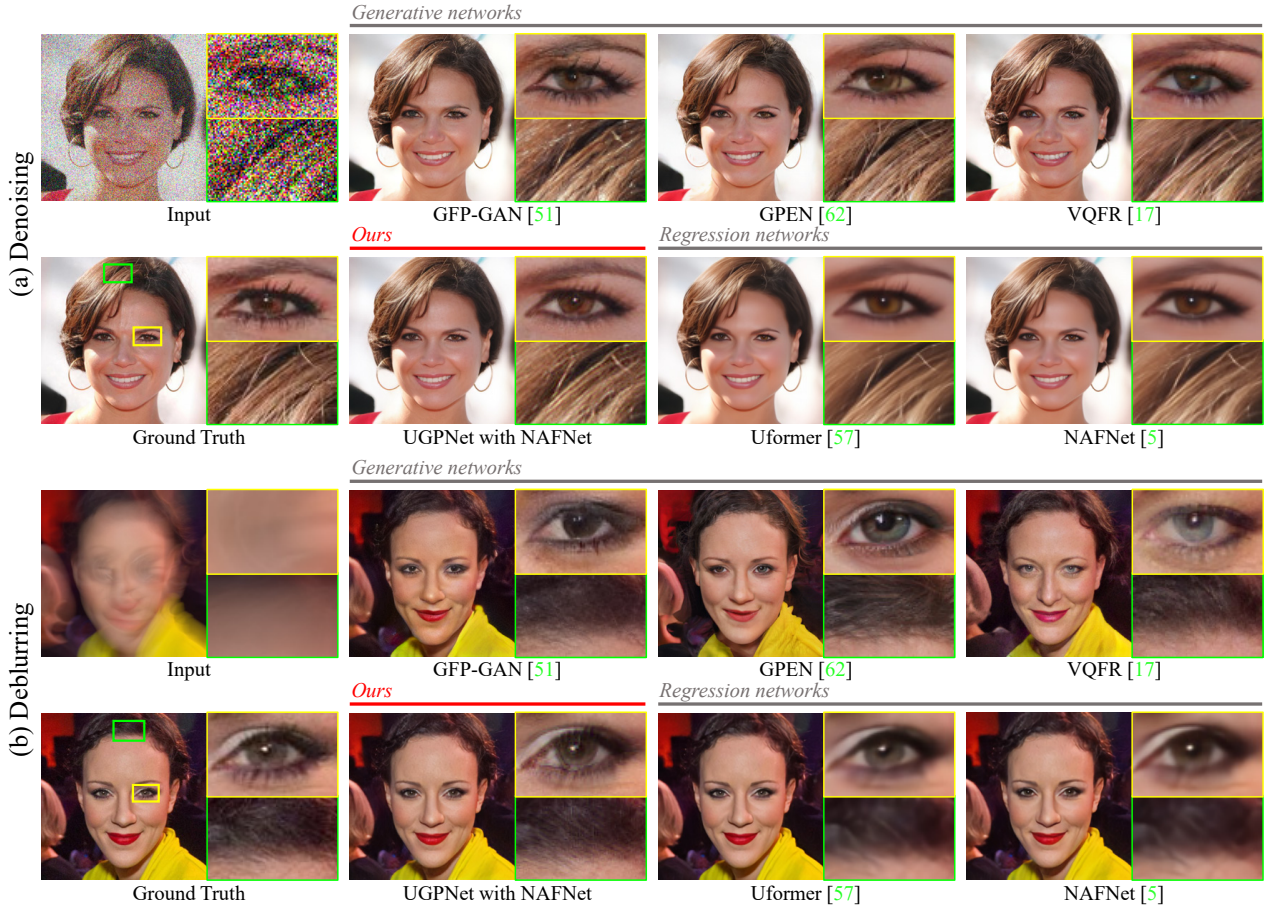 Generative networks
(a) Denoising
Input
GFP-GAN [51]
GPEN [62]
VQFR [17]
Ours
Regression networks
Ground Truth
UGPNet with NAFNet
Uformer [57]
NAFNet [5]
Generative networks
(b) Deblurring
Input
GFP-GAN [51]
GPEN [62]
VQFR [17]
Ours
Regression networks
Ground Truth
UGPNet with NAFNet
Uformer [57]
NAFNet [5]